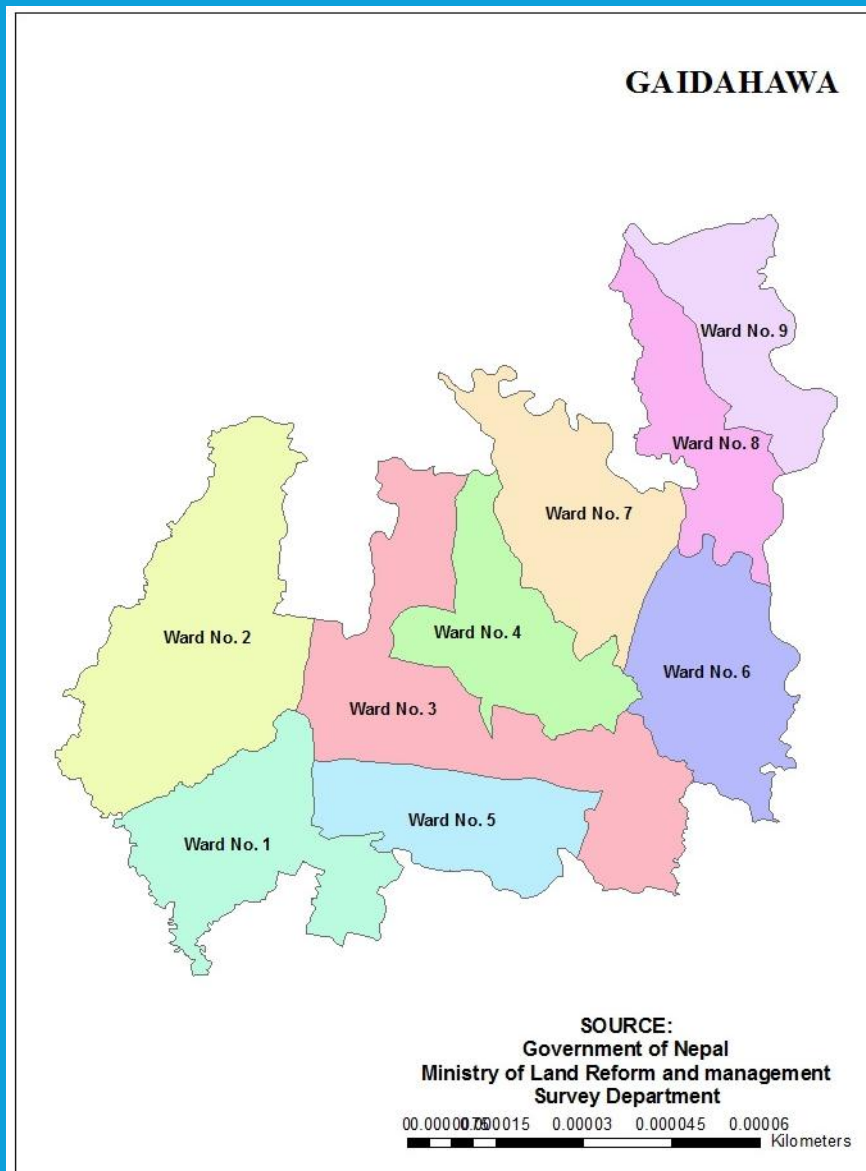 GAIDAHAWA
Ward No. 9
Ward No. 8
Ward No. 7
Ward No. 2
Ward No. 4
Ward No. 6
Ward No. 3
Ward No. 5
Ward No. 1
SOURCE:
Government of Nepal
Ministry of Land Reform and management
Survey Department
0.000015 0.00003 0.000045 0.00006
Kilometers